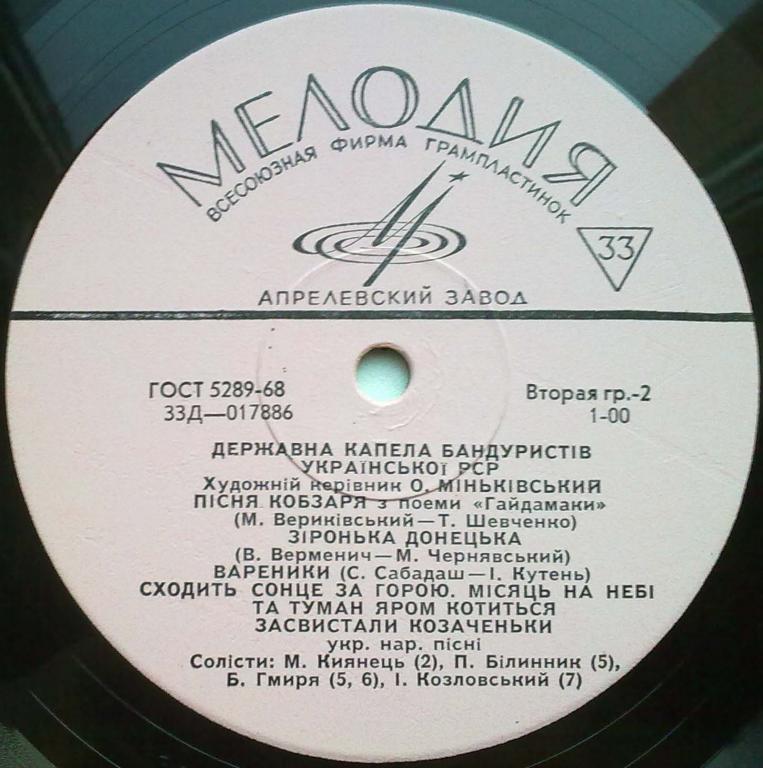 МЕЛОДИЯ
ВСЕСОЮЗНАЯ ФИРМА ГРАМПЛАСТИНОК
33
АПРЕЛЕВСКИЙ ЗАВОД
ГОСТ 5289-68
Вторая гр.-2
33Д—017886
1-00
ДЕРЖАВНА КАПЕЛА БАНДУРИСТІВ
УКРАЇНСЬКОЇ РСР
Художній керівник О. МІНЬКІВСЬКИЙ
ПІСНЯ КОБЗАРЯ з поеми «Гайдамаки»
(М. Вериківський—Т. Шевченко)
ЗІРОНЬКА ДОНЕЦЬКА
(В. Верменич—М. Чернявський)
ВАРЕНИКИ (С. Сабадаш—І. Кутень)
СХОДИТЬ СОНЦЕ ЗА ГОРОЮ. МІСЯЦЬ НА НЕБІ
ТА ТУМАН ЯРОМ КОТИТЬСЯ
ЗАСВИСТАЛИ КОЗАЧЕНЬКИ
укр. нар. пісні
Солісти: М. Киянець (2), П. Білинник (5),
Б. Гмиря (5, 6), І. Козловський (7)